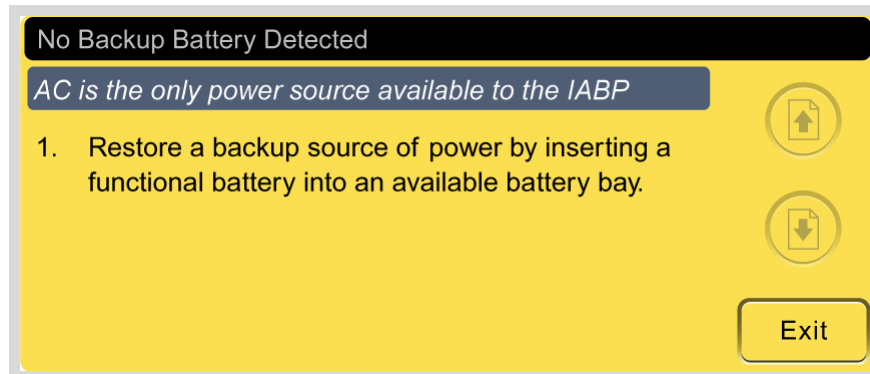 No Backup Battery Detected
AC is the only power source available to the IABP
1. Restore a backup source of power by inserting a
functional battery into an available battery bay.
Exit